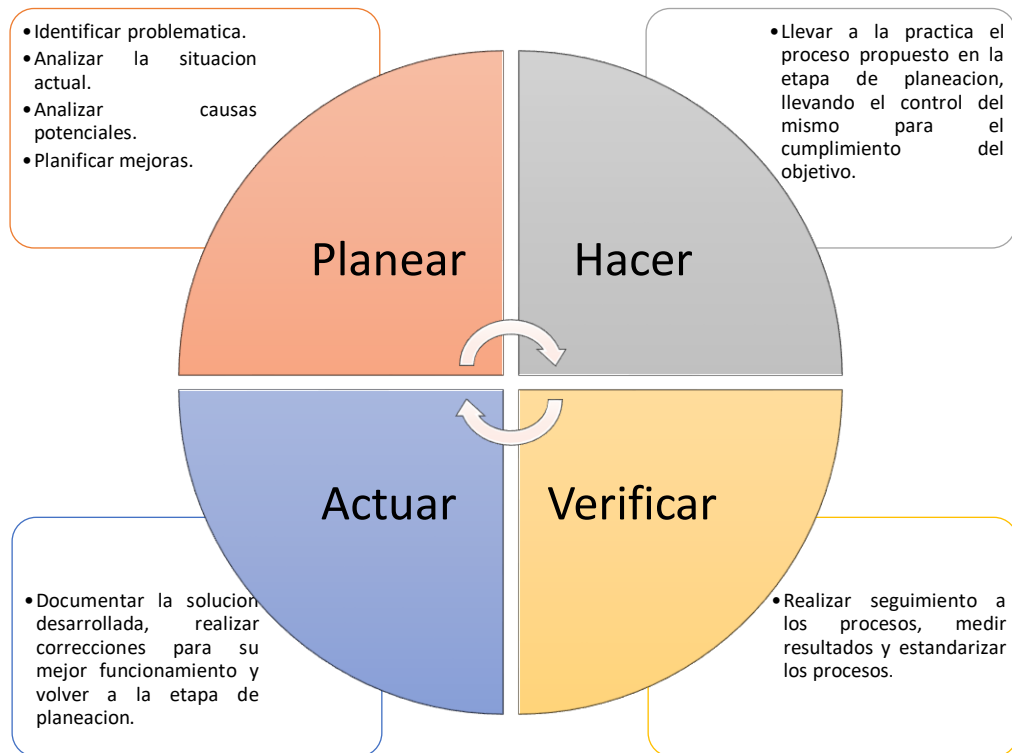 •Identificar problematica.
•Analizar la situacion
actual.
•Analizar causas
potenciales.
•Planificar mejoras.
•Llevar a la practica el
proceso propuesto en la
etapa de planeacion,
llevando el control del
mismo para el
cumplimiento del
objetivo.
Planear
Hacer
Actuar
Verificar
•Documentar la solucion
desarrollada, realizar
correcciones para su
mejor funcionamiento y
volver a la etapa de
planeacion.
•Realizar seguimiento a
los procesos, medir
resultados y estandarizar
los procesos.